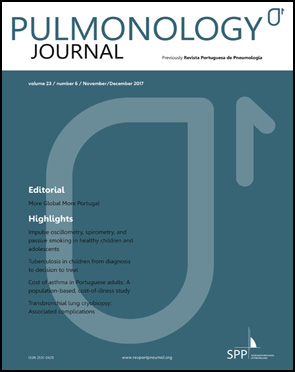 PULMONOLOGY
JOURNAL
Previously Revista Portuguesa de Pneumologia
volume 23 / number 6 / November/December 2017
Editorial
More Global More Portugal
Highlights
Impulse oscillometry, spirometry, and
passive smoking in healthy children and
adolescents
Tuberculosis in children from diagnosis
to decision to treat
Cost of asthma in Portuguese adults: A
population-based, cost-of-illness study
Transbronchial lung cryobiopsy:
Associated complications
www.revportpneumol.org
SPP